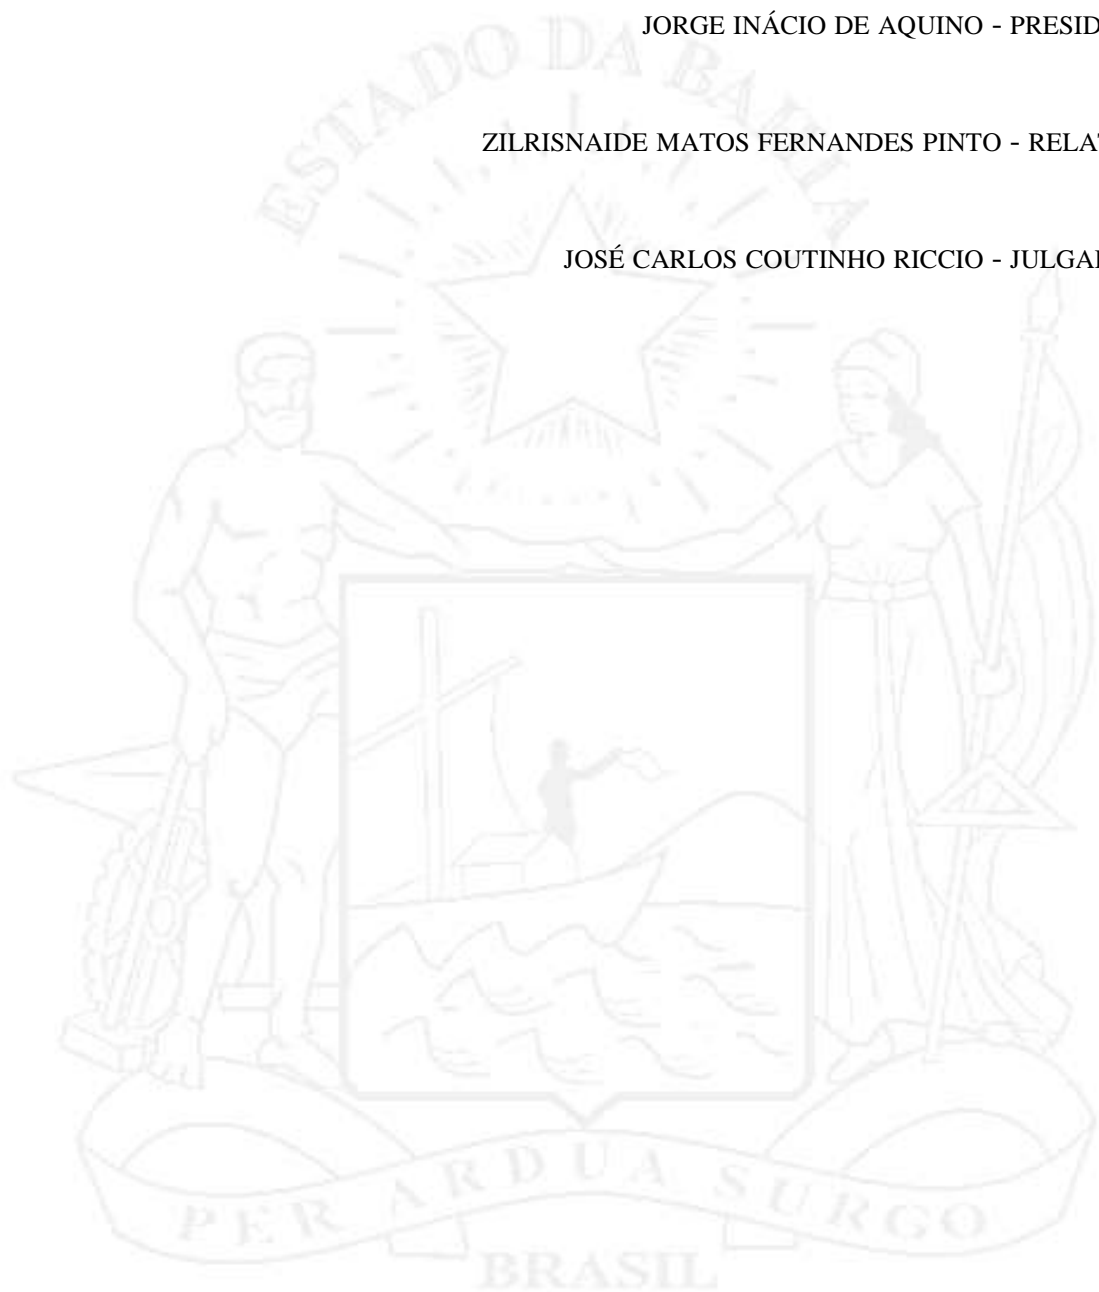 JORGE INÁCIO DE AQUINO - PRESID
ESTADO DA BAHIA
ZILRISNAIDE MATOS FERNANDES PINTO - RELAT
JOSÉ CARLOS COUTINHO RICCIO - JULGAD
PER ARDUA SURGO
BRASIL